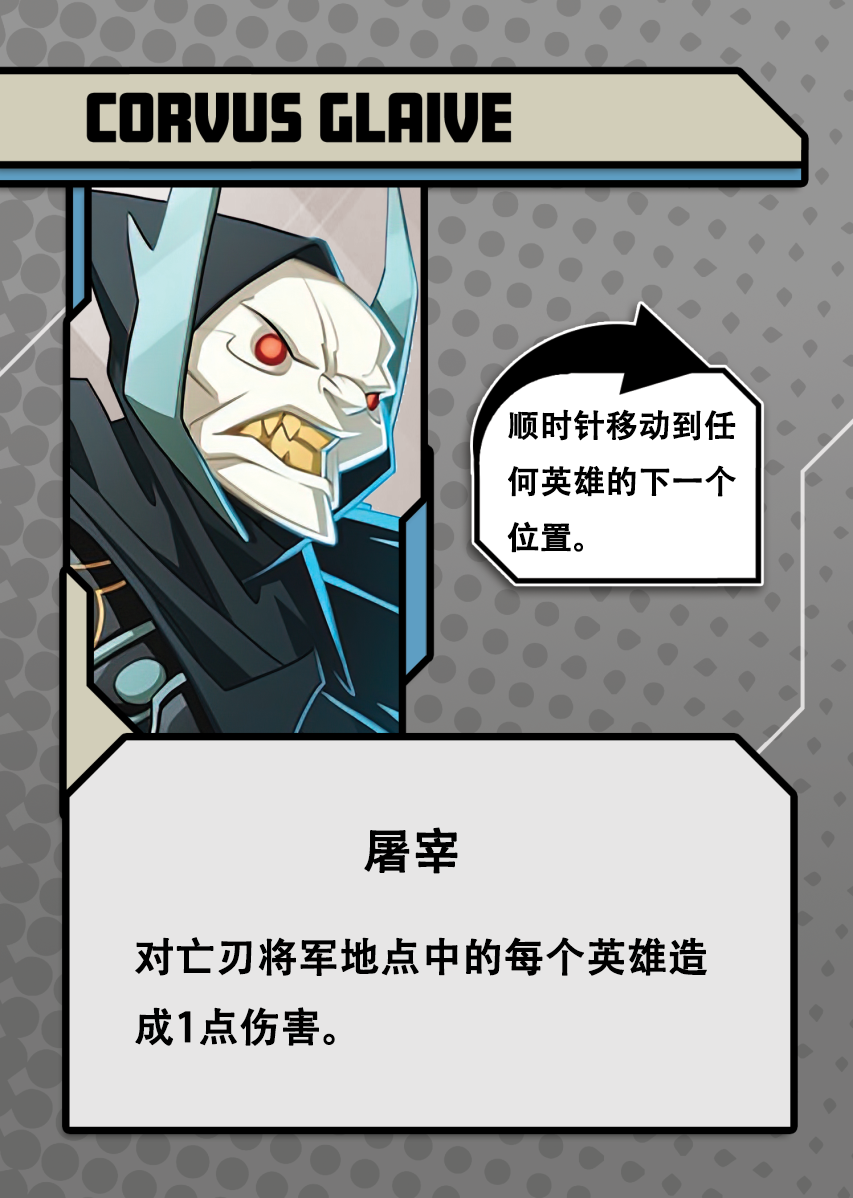 CORVUS GLAIVE
顺时针移动到任
何英雄的下一个
位置。
屠宰
对亡刃将军地点中的每个英雄造
成1点伤害。